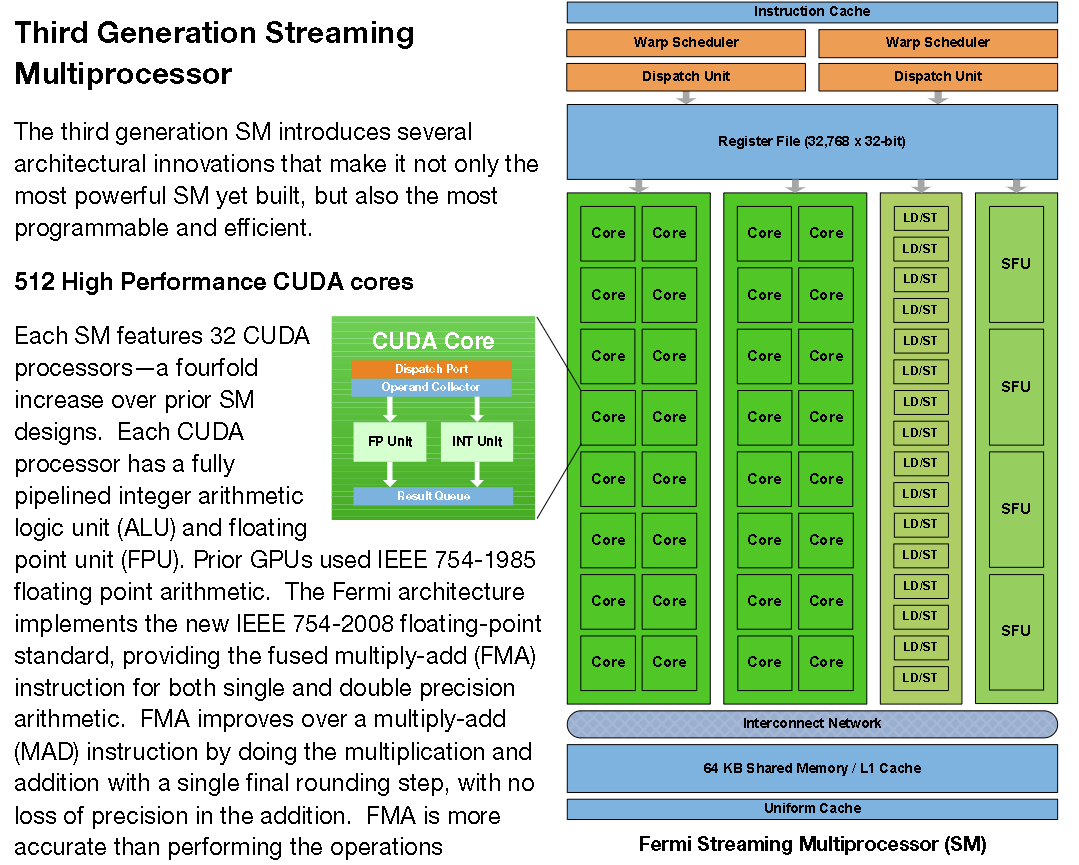 Third Generation Streaming
Multiprocessor
The third generation SM introduces several
architectural innovations that make it not only the
most powerful SM yet built, but also the most
programmable and efficient.
512 High Performance CUDA cores
Each SM features 32 CUDA
processors—a fourfold
increase over prior SM
designs.  Each CUDA
processor has a fully
pipelined integer arithmetic
logic unit (ALU) and floating
point unit (FPU). Prior GPUs used IEEE 754-1985
floating point arithmetic.  The Fermi architecture
implements the new IEEE 754-2008 floating-point
standard, providing the fused multiply-add (FMA)
instruction for both single and double precision
arithmetic.  FMA improves over a multiply-add
(MAD) instruction by doing the multiplication and
addition with a single final rounding step, with no
loss of precision in the addition.  FMA is more
accurate than performing the operations
CUDA Core
Dispatch Port
Operand Collector
FP Unit INT Unit
Result Queue
Instruction Cache
Warp Scheduler Warp Scheduler
Dispatch Unit Dispatch Unit
Register File (32,768 x 32-bit)
Core Core Core Core LD/ST
LD/ST
SFU
Core Core Core Core LD/ST
LD/ST
Core Core Core Core LD/ST
LD/ST
SFU
Core Core Core Core LD/ST
LD/ST
Core Core Core Core LD/ST
LD/ST
SFU
Core Core Core Core LD/ST
LD/ST
Core Core Core Core LD/ST
LD/ST
SFU
Core Core Core Core LD/ST
LD/ST
Interconnect Network
64 KB Shared Memory / L1 Cache
Uniform Cache
Fermi Streaming Multiprocessor (SM)